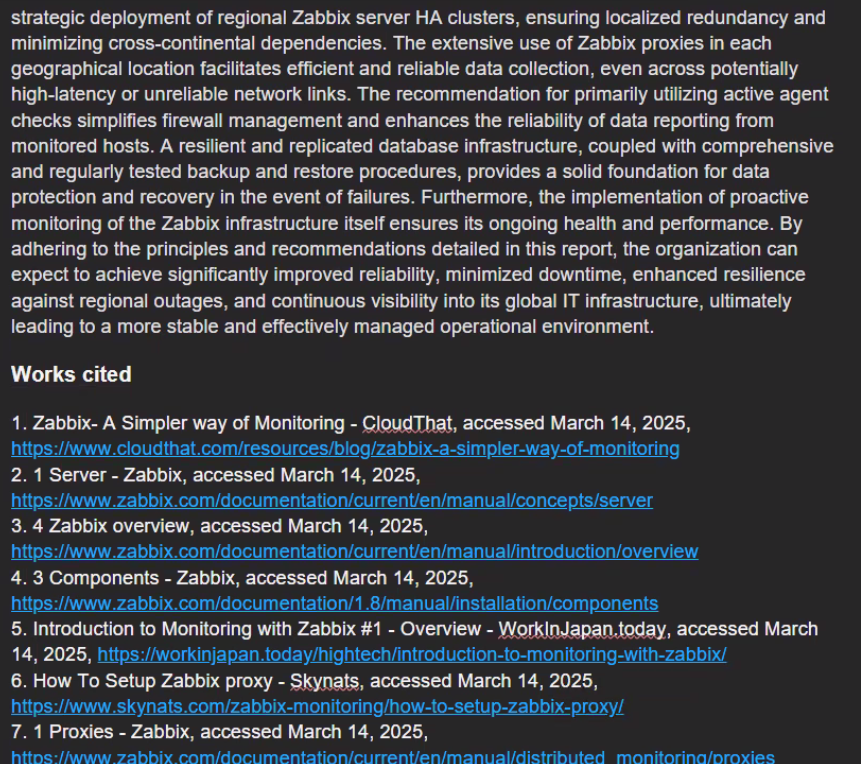 strategic deployment of regional Zabbix server HA clusters, ensuring localized redundancy and
minimizing cross-continental dependencies. The extensive use of Zabbix proxies in each
geographical location facilitates efficient and reliable data collection, even across potentially
high-latency or unreliable network links. The recommendation for primarily utilizing active agent
checks simplifies firewall management and enhances the reliability of data reporting from
monitored hosts. A resilient and replicated database infrastructure, coupled with comprehensive
and regularly tested backup and restore procedures, provides a solid foundation for data
protection and recovery in the event of failures. Furthermore, the implementation of proactive
monitoring of the Zabbix infrastructure itself ensures its ongoing health and performance. By
adhering to the principles and recommendations detailed in this report, the organization can
expect to achieve significantly improved reliability, minimized downtime, enhanced resilience
against regional outages, and continuous visibility into its global IT infrastructure, ultimately
leading to a more stable and effectively managed operational environment.
Works cited
1. Zabbix- A Simpler way of Monitoring - CloudThat, accessed March 14, 2025,
https://www.cloudthat.com/resources/blog/zabbix-a-simpler-way-of-monitoring
2. 1 Server - Zabbix, accessed March 14, 2025,
https://www.zabbix.com/documentation/current/en/manual/concepts/server
3. 4 Zabbix overview, accessed March 14, 2025,
https://www.zabbix.com/documentation/current/en/manual/introduction/overview
4. 3 Components - Zabbix, accessed March 14, 2025,
https://www.zabbix.com/documentation/1.8/manual/installation/components
5. Introduction to Monitoring with Zabbix #1 - Overview - WorkInJapan.today, accessed March
14, 2025, https://workinjapan.today/hightech/introduction-to-monitoring-with-zabbix/
6. How To Setup Zabbix proxy - Skynats, accessed March 14, 2025,
https://www.skynats.com/zabbix-monitoring/how-to-setup-zabbix-proxy/
7. 1 Proxies - Zabbix, accessed March 14, 2025,
https://www.zabbix.com/documentation/current/en/manual/distributed_monitoring/proxies